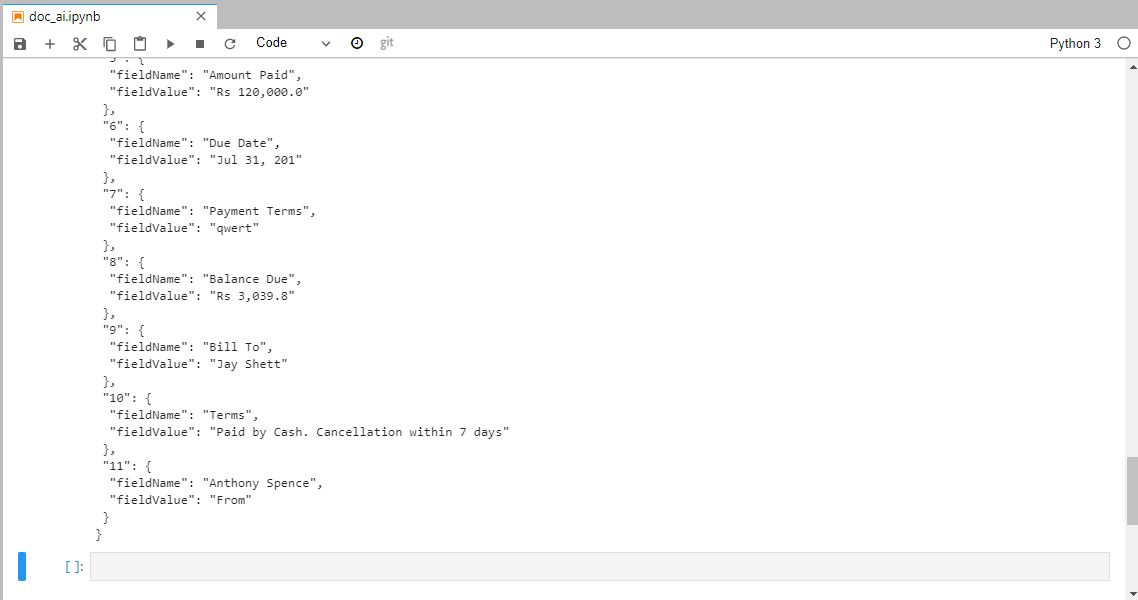 doc_ai.ipynb
Code
git
Python 3
"fieldName": "Amount Paid",
"fieldValue": "Rs 120,000.0"
},
"6": {
"fieldName": "Due Date",
"fieldValue": "Jul 31, 201"
},
"7": {
"fieldName": "Payment Terms",
"fieldValue": "qwert"
},
"8": {
"fieldName": "Balance Due",
"fieldValue": "Rs 3,039.8"
},
"9": {
"fieldName": "Bill To",
"fieldValue": "Jay Shett"
},
"10": {
"fieldName": "Terms",
"fieldValue": "Paid by Cash. Cancellation within 7 days"
},
"11": {
"fieldName": "Anthony Spence",
"fieldValue": "From"
}
}
[ ]: